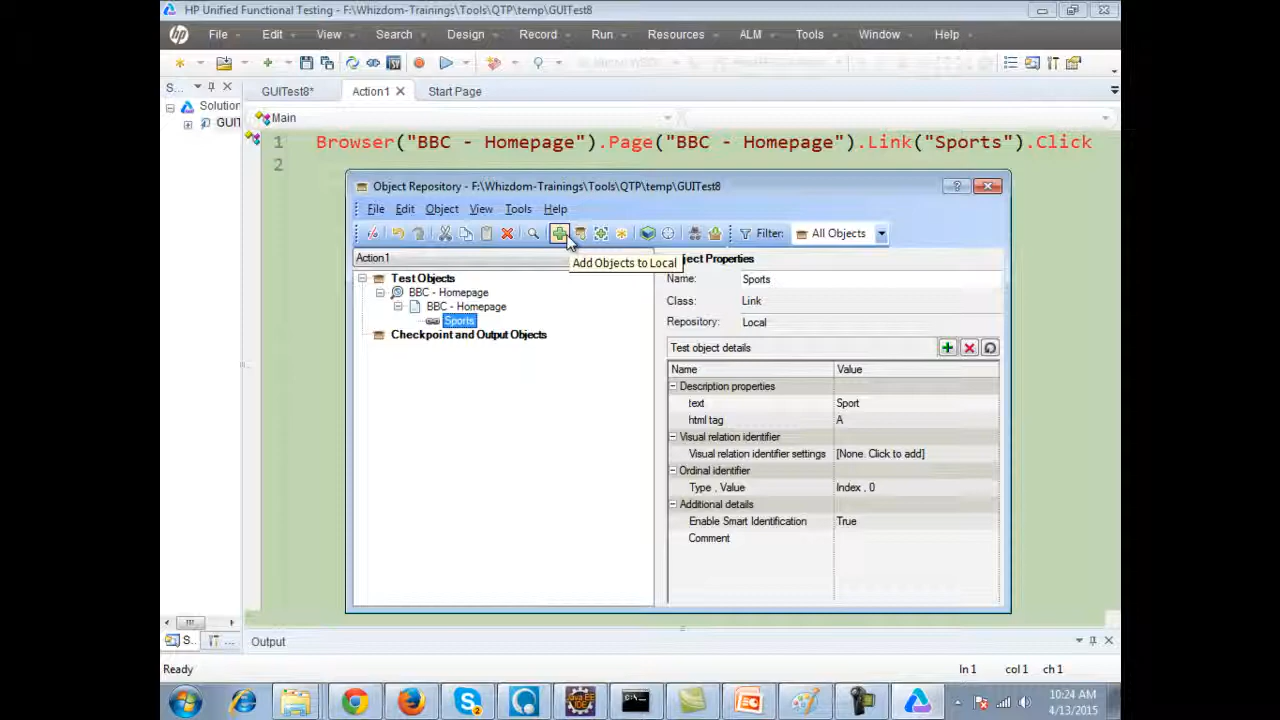 HP Unified Functional Testing - F:\Whizdom-Trainings\Tools\QTP\temp\GUITest8
hp File Edit View Search Design Record Run Resources ALM Tools Window Help
S... GUITest8* Action1 Start Page
Solution
GUI
Main
1 Browser("BBC - Homepage").Page("BBC - Homepage").Link("Sports").Click
2
Object Repository - F:\Whizdom-Trainings\Tools\QTP\temp\GUITest8
File Edit Object View Tools Help
Filter: All Objects
Add Objects to Local
Action1
Test Objects
BBC - Homepage
BBC - Homepage
Sports
Checkpoint and Output Objects
ject Properties
Name: Sports
Class: Link
Repository: Local
Test object details
Name Value
Description properties
text Sport
html tag A
Visual relation identifier
Visual relation identifier settings [None. Click to add]
Ordinal identifier
Type , Value Index , 0
Additional details
Enable Smart Identification True
Comment
S.. ...
Output
Ready ln 1 col 1 ch 1
10:24 AM
4/13/2015